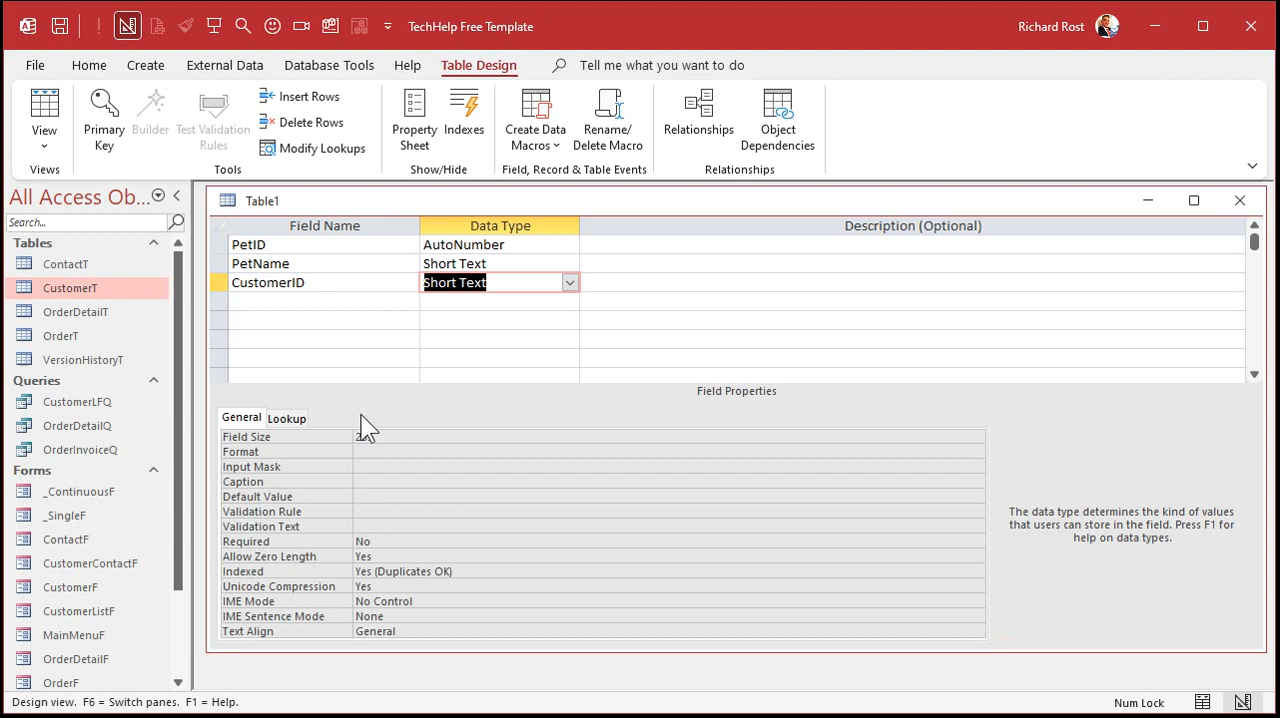 TechHelp Free Template
Richard Rost
File
Home
Create
External Data
Database Tools
Help
Table Design
Tell me what you want to do
View
Primary Key
Builder
Test Validation Rules
Insert Rows
Delete Rows
Modify Lookups
Property Sheet
Indexes
Create Data Macros
Rename/ Delete Macro
Relationships
Object Dependencies
Views
Tools
Show/Hide
Field, Record & Table Events
Relationships
All Access Ob...
Search...
Tables
ContactT
CustomerT
OrderDetailT
OrderT
VersionHistoryT
Queries
CustomerLFQ
OrderDetailQ
OrderInvoiceQ
Forms
_ContinuousF
_SingleF
ContactF
CustomerContactF
CustomerF
CustomerListF
MainMenuF
OrderDetailF
OrderF
Table1
Field Name Data Type Description (Optional)
PetID AutoNumber
PetName Short Text
CustomerID Short Text
Field Properties
General Lookup
Field Size
Format
Input Mask
Caption
Default Value
Validation Rule
Validation Text
Required No
Allow Zero Length Yes
Indexed Yes (Duplicates OK)
Unicode Compression Yes
IME Mode No Control
IME Sentence Mode None
Text Align General
The data type determines the kind of values
that users can store in the field. Press F1 for
help on data types.
Design view. F6 = Switch panes. F1 = Help.
Num Lock